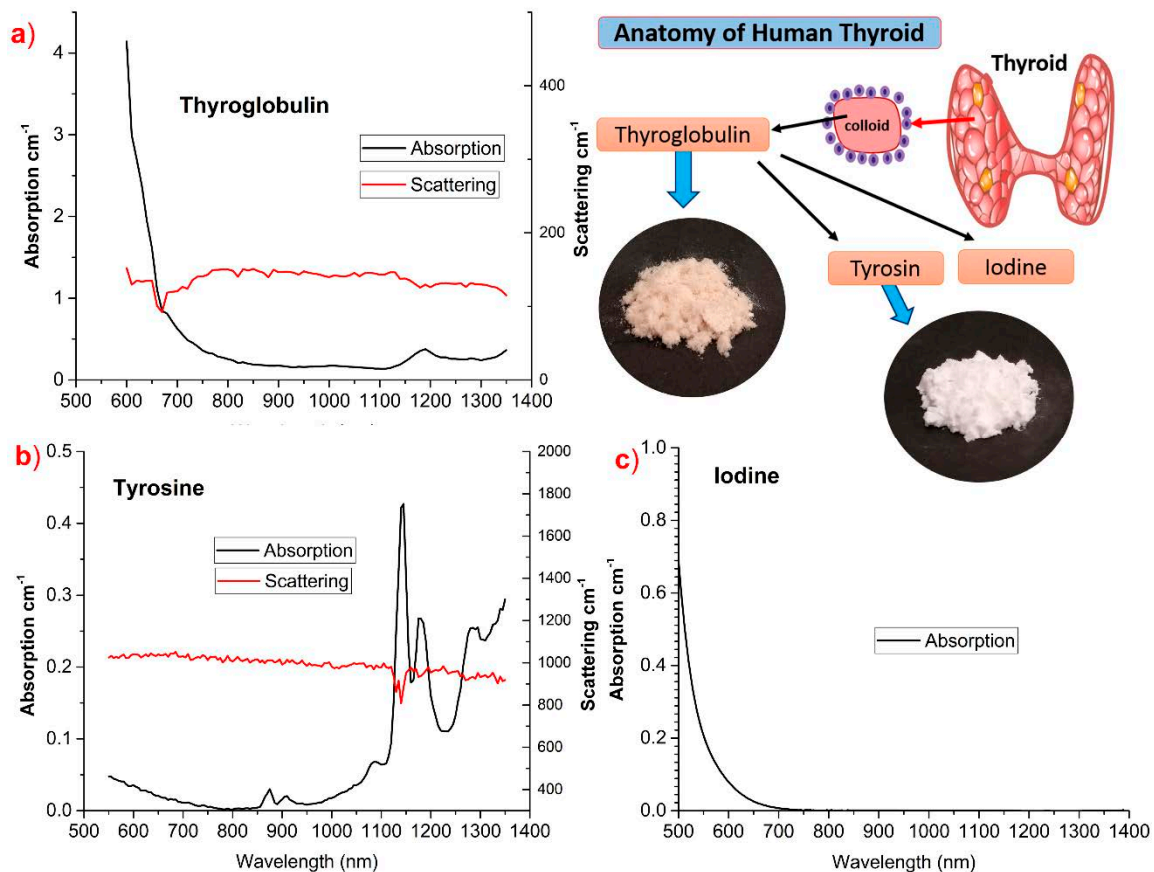 a)
Thyroglobulin
Absorption
Scattering
Absorption cm-1
Scattering cm-1
4
3
2
1
0
400
200
0
500 600 700 800 900 1000 1100 1200 1300 1400
Anatomy of Human Thyroid
Thyroid
colloid
Thyroglobulin
Tyrosin
Iodine
b)
Tyrosine
Absorption
Scattering
Absorption cm-1
Scattering cm-1
0.5
0.4
0.3
0.2
0.1
0.0
2000
1800
1600
1400
1200
1000
800
600
400
500 600 700 800 900 1000 1100 1200 1300 1400
Wavelength (nm)
c)
Iodine
Absorption
Absorption cm-1
1.0
0.8
0.6
0.4
0.2
0.0
500 600 700 800 900 1000 1100 1200 1300 1400
Wavelength (nm)